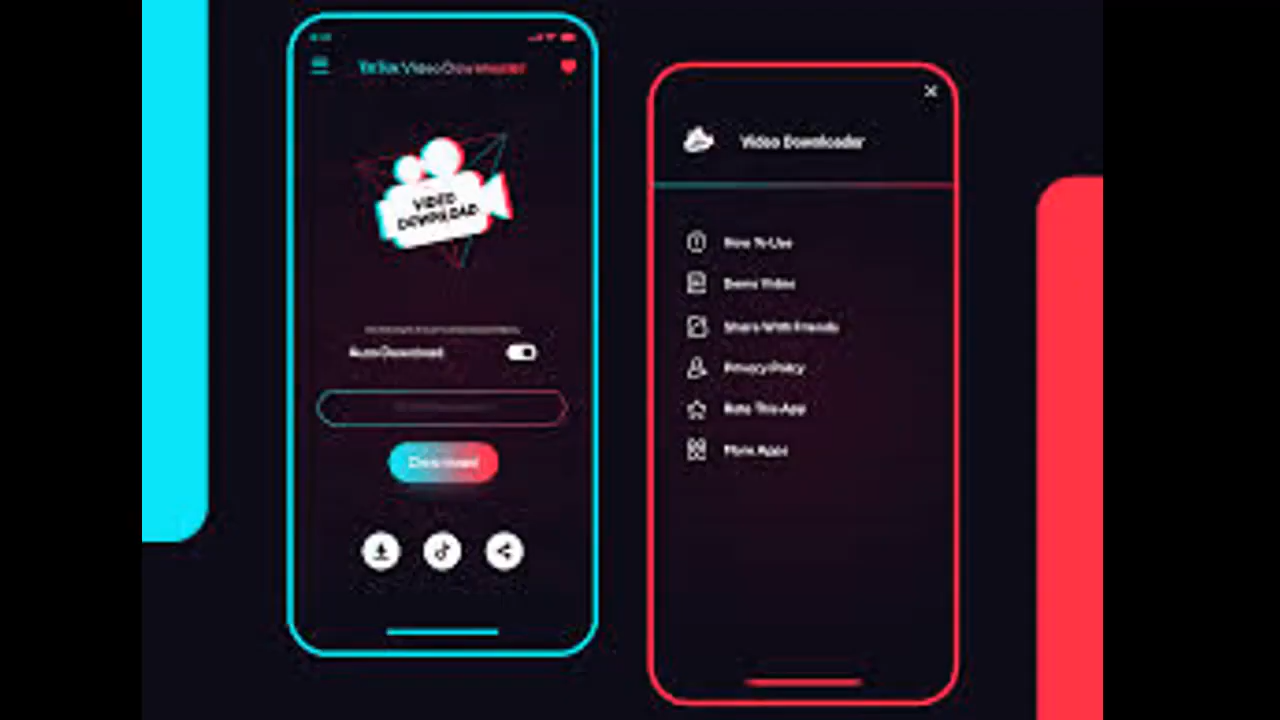 TikTok Video Downloader
VIDEO
DOWNLOAD
Auto Download
Download
Video Downloader
How To Use
Demo Video
Share With Friends
Privacy Policy
Rate This App
More Apps